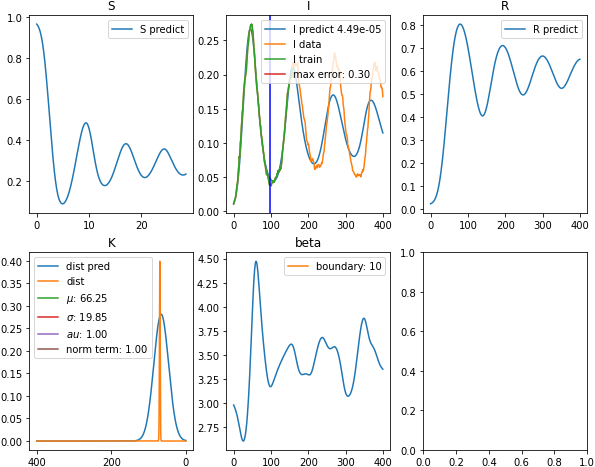 S
I
R
S predict
I predict 4.49e-05
I data
I train
max error: 0.30
R predict
1.0
0.8
0.6
0.4
0.2
0 10 20
0.25
0.20
0.15
0.10
0.05
0.00
0 100 200 300 400
0.8
0.7
0.6
0.5
0.4
0.3
0.2
0.1
0.0
0 100 200 300 400
K
beta
dist pred
dist
μ: 66.25
σ: 19.85
au: 1.00
norm term: 1.00
boundary: 10
0.40
0.35
0.30
0.25
0.20
0.15
0.10
0.05
0.00
400 200 0
4.50
4.25
4.00
3.75
3.50
3.25
3.00
2.75
0 100 200 300 400
1.0
0.8
0.6
0.4
0.2
0.0
0.0 0.2 0.4 0.6 0.8 1.0